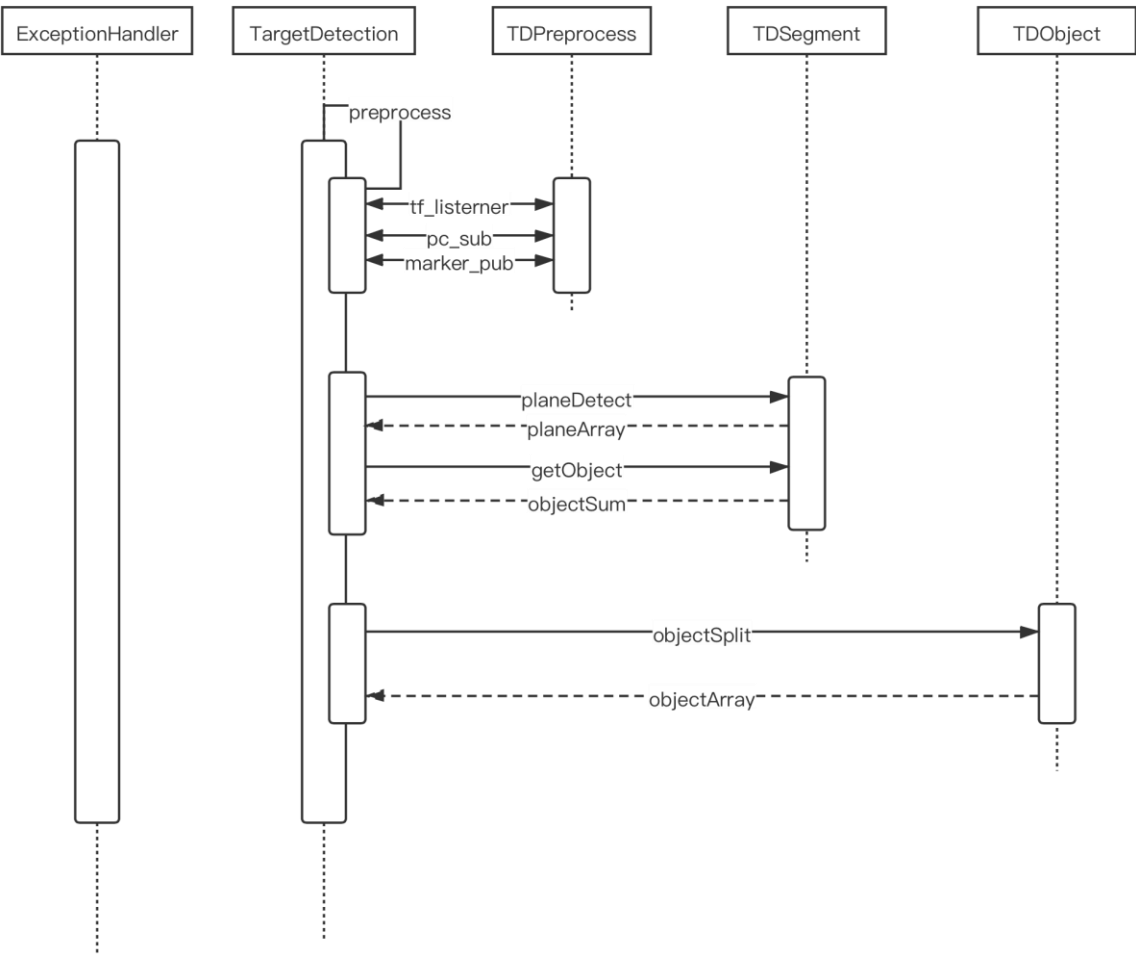 ExceptionHandler
TargetDetection
TDPreprocess
TDSegment
TDObject
preprocess
tf_listerner
pc_sub
marker_pub
planeDetect
planeArray
getObject
objectSum
objectSplit
objectArray